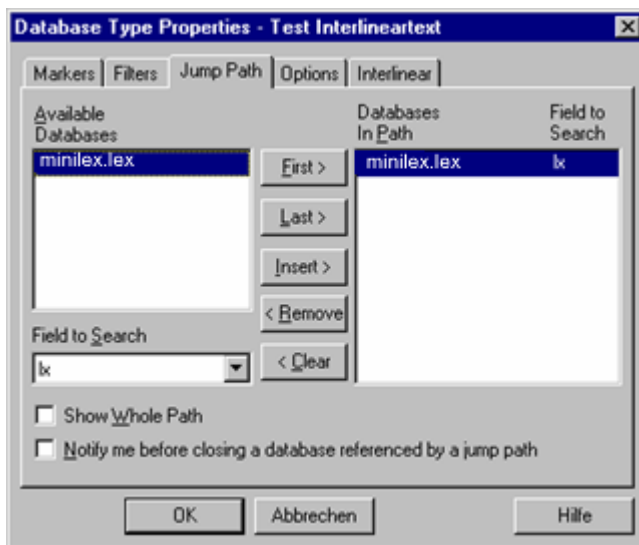 Database Type Properties - Test Interlineartext
Markers Filters Jump Path Options Interlinear
Available
Databases
minilex.lex
First >
Last >
Insert >
< Remove
< Clear
Databases
In Path
Field to
Search
minilex.lex lx
Field to Search
lx
Show Whole Path
Notify me before closing a database referenced by a jump path
OK Abbrechen Hilfe